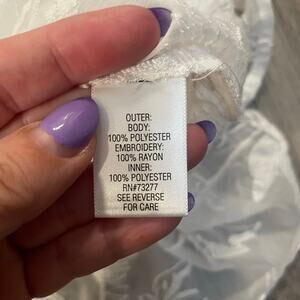 OUTER:
BODY:
100% POLYESTER
EMBROIDERY:
100% RAYON
INNER:
100% POLYESTER
RN#73277
SEE REVERSE
FOR CARE